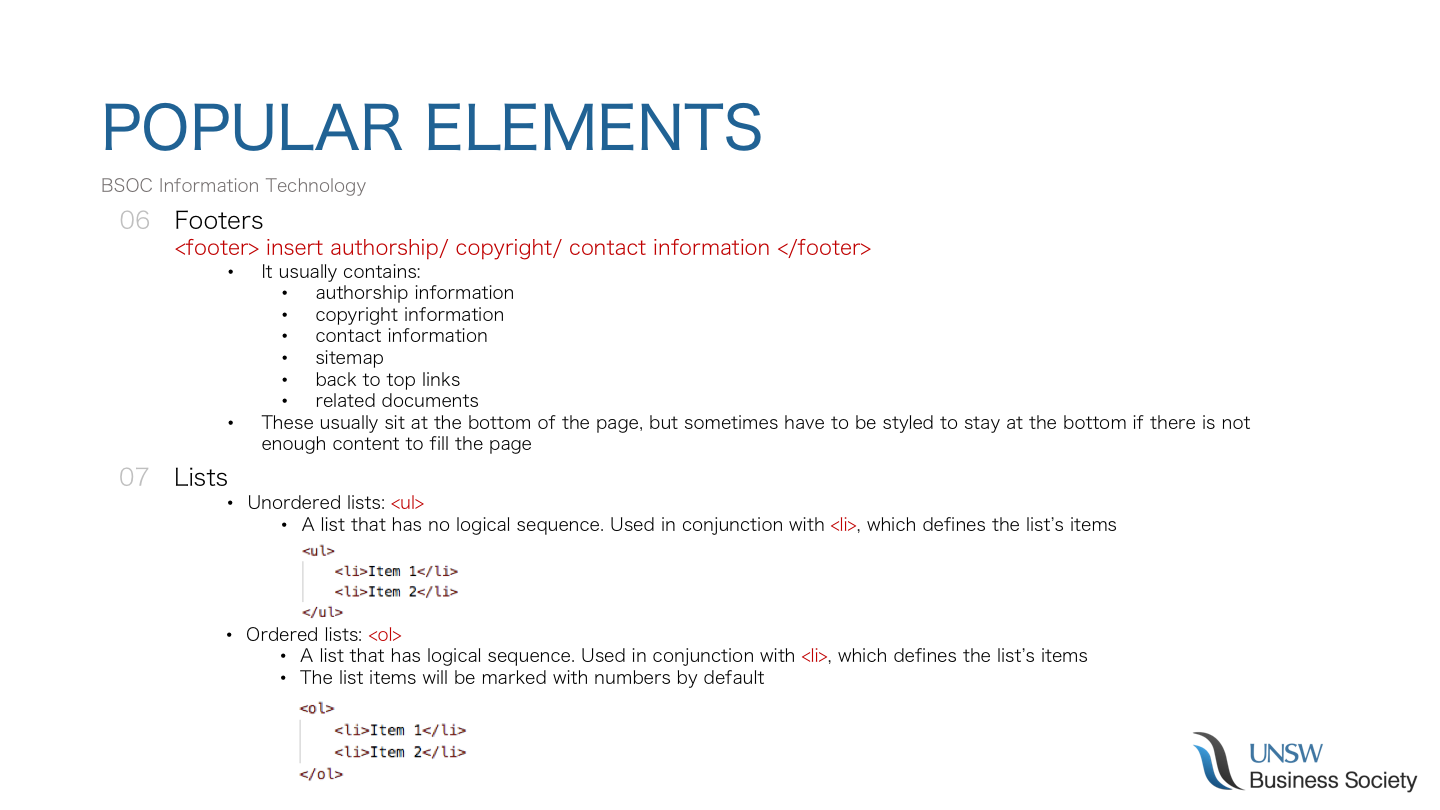 POPULAR ELEMENTS
BSOC Information Technology
06 Footers
<footer> insert authorship/ copyright/ contact information </footer>
• It usually contains:
• authorship information
• copyright information
• contact information
• sitemap
• back to top links
• related documents
• These usually sit at the bottom of the page, but sometimes have to be styled to stay at the bottom if there is not
enough content to fill the page
07 Lists
• Unordered lists: <ul>
• A list that has no logical sequence. Used in conjunction with <li>, which defines the list’s items
<ul>
<li>Item 1</li>
<li>Item 2</li>
</ul>
• Ordered lists: <ol>
• A list that has logical sequence. Used in conjunction with <li>, which defines the list’s items
• The list items will be marked with numbers by default
<ol>
<li>Item 1</li>
<li>Item 2</li>
</ol>
UNSW
Business Society